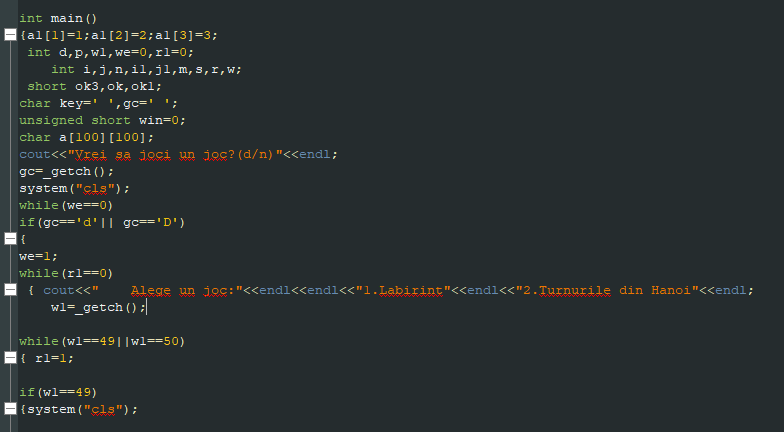 int main()
{a1[1]=1;a1[2]=2;a1[3]=3;
int d,p,w1,we=0,r1=0;
int i,j,n,i1,j1,m,s,r,w;
short ok3,ok,ok1;
char key=' ',gc=' ';
unsigned short win=0;
char a[100][100];
cout<<"Vrei sa joci un joc?(d/n)"<<endl;
gc=_getch();
system("cls");
while(we==0)
if(gc=='d'|| gc=='D')
{
we=1;
while(r1==0)
{ cout<<"    Alege un joc:"<<endl<<endl<<"1.Labirint"<<endl<<"2.Turnurile din Hanoi"<<endl;
w1=_getch();
while(w1==49||w1==50)
{ r1=1;
if(w1==49)
{system("cls");